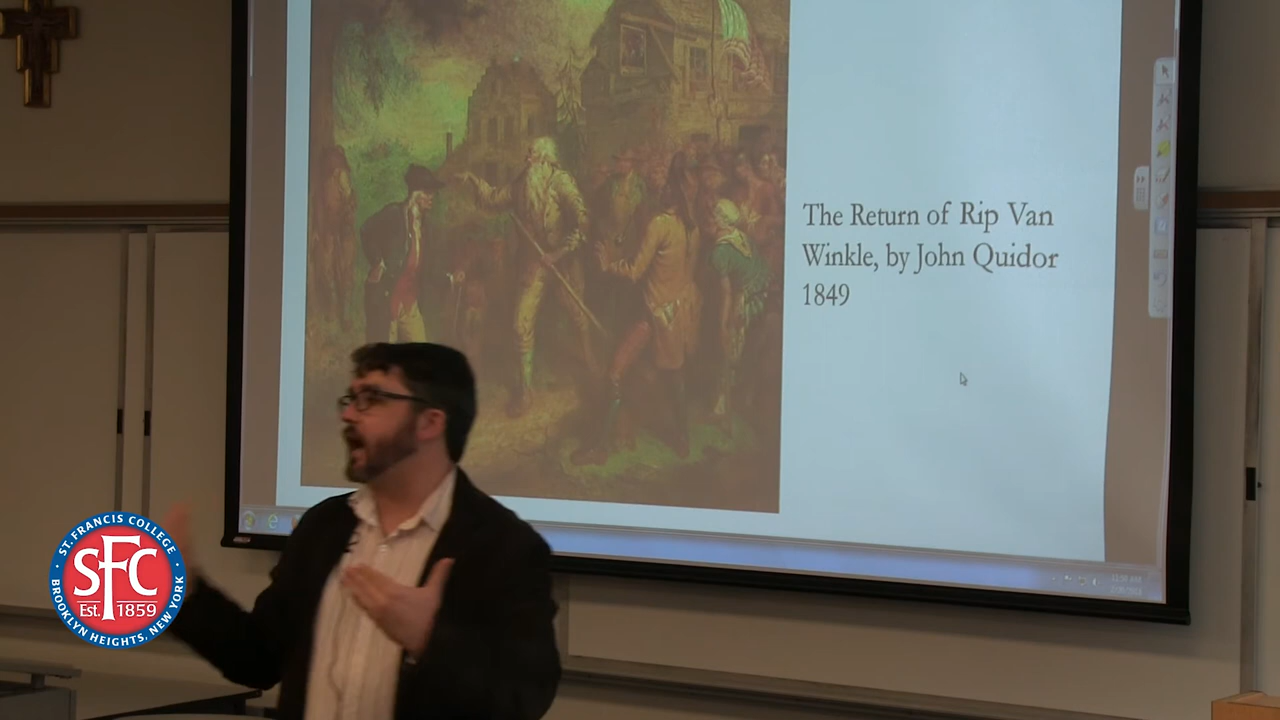 The Return of Rip Van
Winkle, by John Quidor
1849
ST. FRANCIS COLLEGE
SFC
Est. 1859
BROOKLYN HEIGHTS, NEW YORK